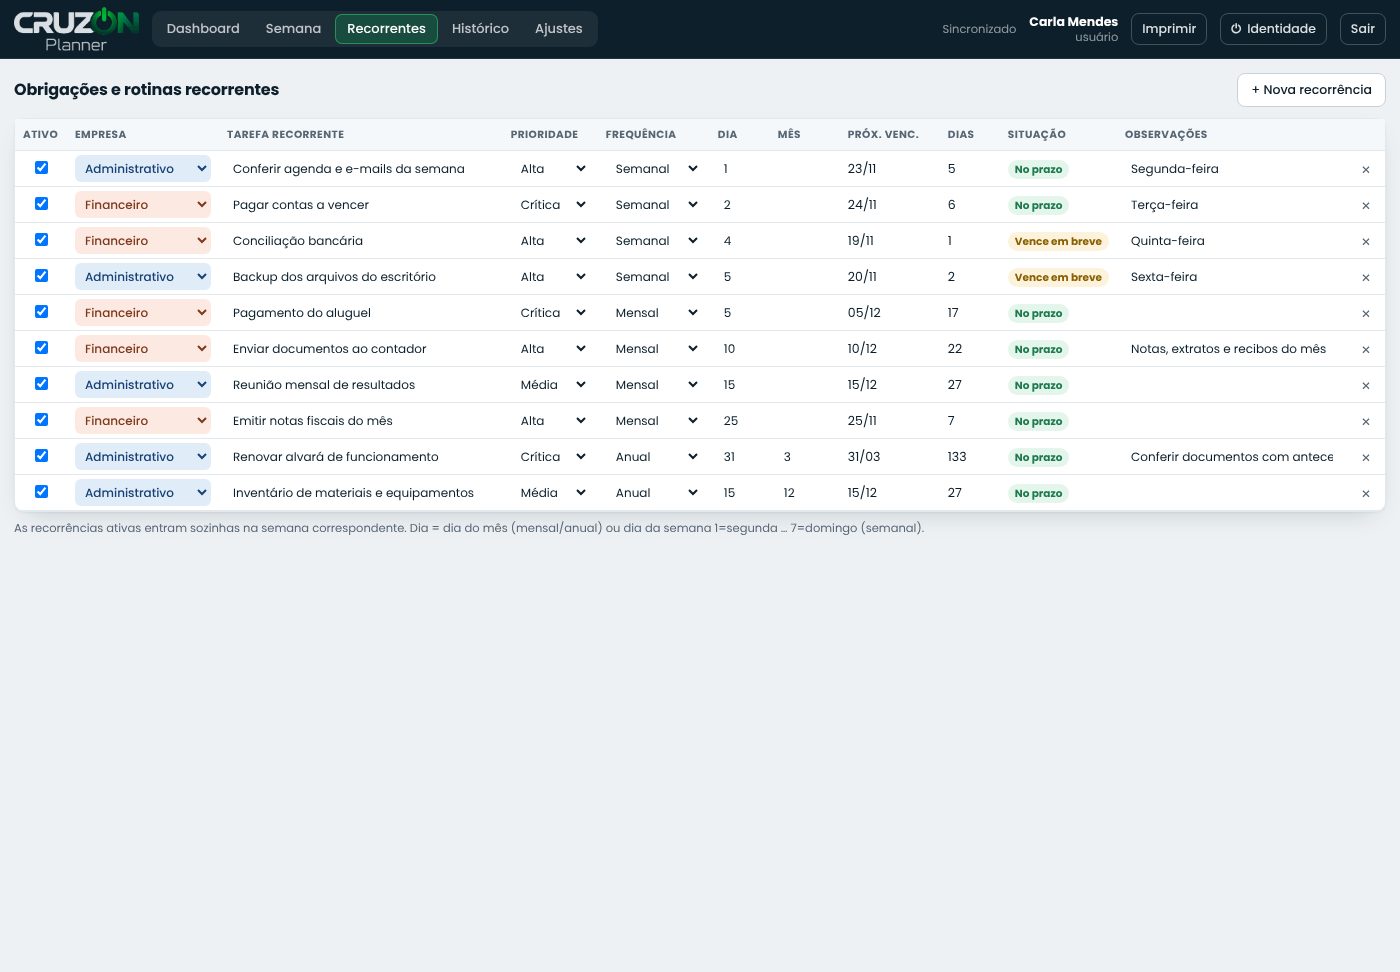 CRUZON
Planner
Dashboard Semana Recorrentes Histórico Ajustes
Sincronizado
Carla Mendes
usuário
Imprimir
Identidade
Sair
Obrigações e rotinas recorrentes
+ Nova recorrência
ATIVO EMPRESA TAREFA RECORRENTE PRIORIDADE FREQUÊNCIA DIA MÊS PRÓX. VENC. DIAS SITUAÇÃO OBSERVAÇÕES
Administrativo Conferir agenda e e-mails da semana Alta Semanal 1 23/11 5 No prazo Segunda-feira ×
Financeiro Pagar contas a vencer Crítica Semanal 2 24/11 6 No prazo Terça-feira ×
Financeiro Conciliação bancária Alta Semanal 4 19/11 1 Vence em breve Quinta-feira ×
Administrativo Backup dos arquivos do escritório Alta Semanal 5 20/11 2 Vence em breve Sexta-feira ×
Financeiro Pagamento do aluguel Crítica Mensal 5 05/12 17 No prazo ×
Financeiro Enviar documentos ao contador Alta Mensal 10 10/12 22 No prazo Notas, extratos e recibos do mês ×
Administrativo Reunião mensal de resultados Média Mensal 15 15/12 27 No prazo ×
Financeiro Emitir notas fiscais do mês Alta Mensal 25 25/11 7 No prazo ×
Administrativo Renovar alvará de funcionamento Crítica Anual 31 3 31/03 133 No prazo Conferir documentos com antece ×
Administrativo Inventário de materiais e equipamentos Média Anual 15 12 15/12 27 No prazo ×
As recorrências ativas entram sozinhas na semana correspondente. Dia = dia do mês (mensal/anual) ou dia da semana 1=segunda … 7=domingo (semanal).